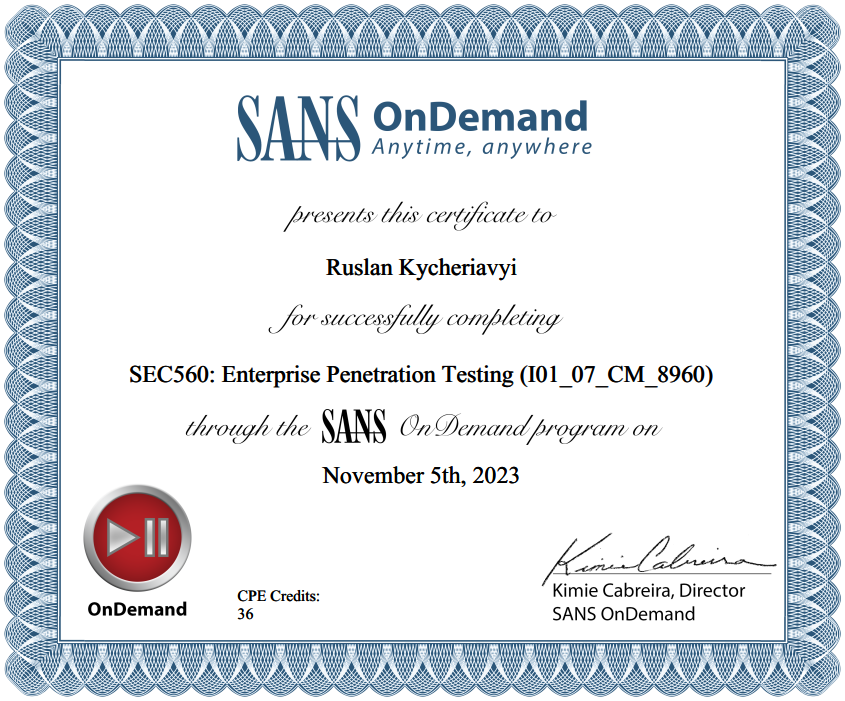 SANS OnDemand
Anytime, anywhere
presents this certificate to
Ruslan Kycheriavyi
for successfully completing
SEC560: Enterprise Penetration Testing (I01_07_CM_8960)
through the SANS OnDemand program on
November 5th, 2023
OnDemand
CPE Credits:
36
Kimie Cabreira
Kimie Cabreira, Director
SANS OnDemand